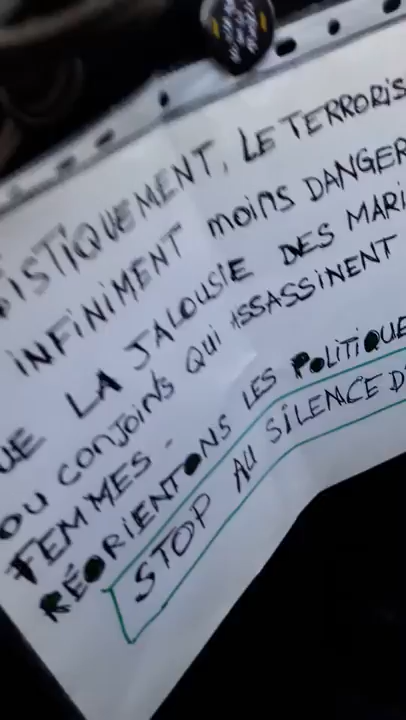 ISTIQUEMENT, LE TERRORIS
INFINIMENT moins DANGER
UE LA JALOUSIE DES MARI
OU CONJOINS QUI ASSASSINENT
FEMMES.
RÉORIENTONS LES POLITIQUE
STOP AU SILENCE D